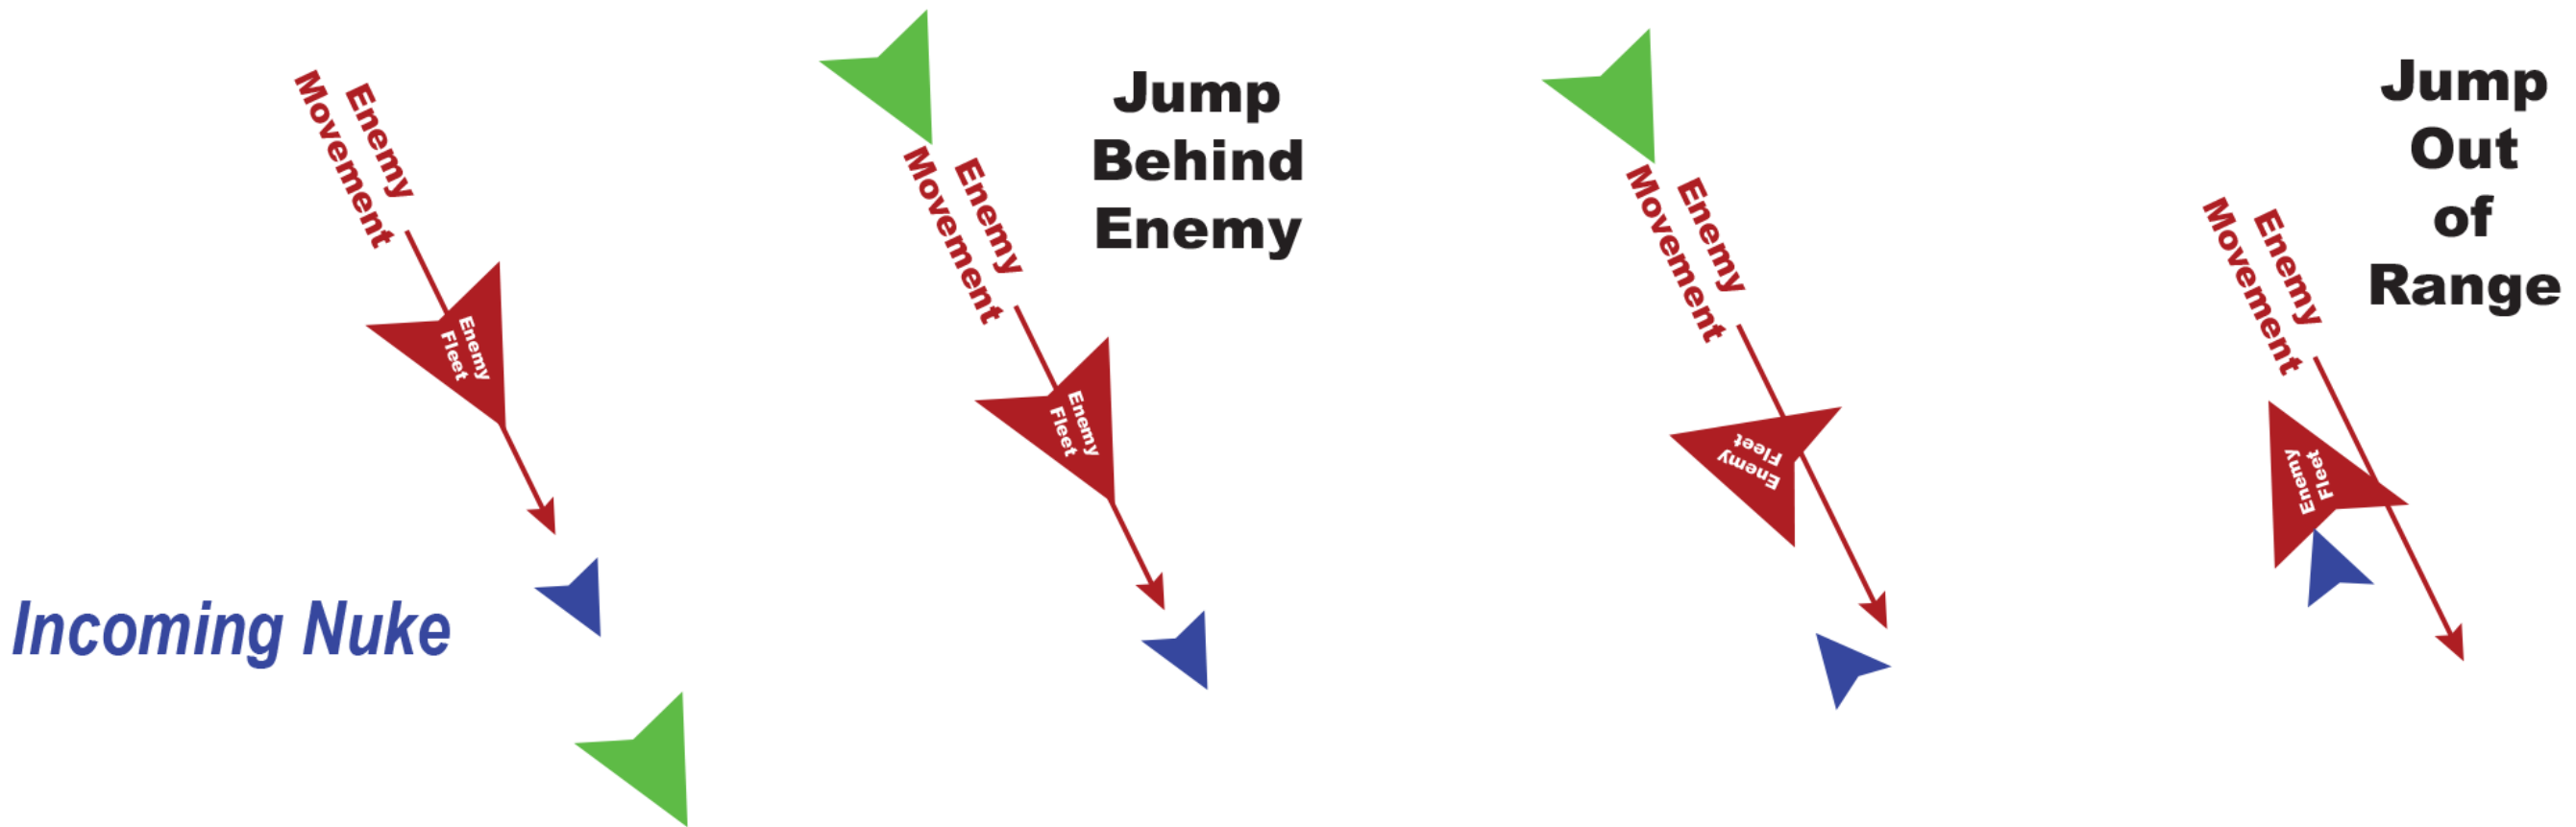 Enemy
Movement
Enemy
Fleet
Incoming Nuke
Jump
Behind
Enemy
Enemy
Movement
Enemy
Fleet
Enemy
Movement
Enemy
Fleet
Jump
Out
of
Range
Enemy
Movement
Enemy
Fleet